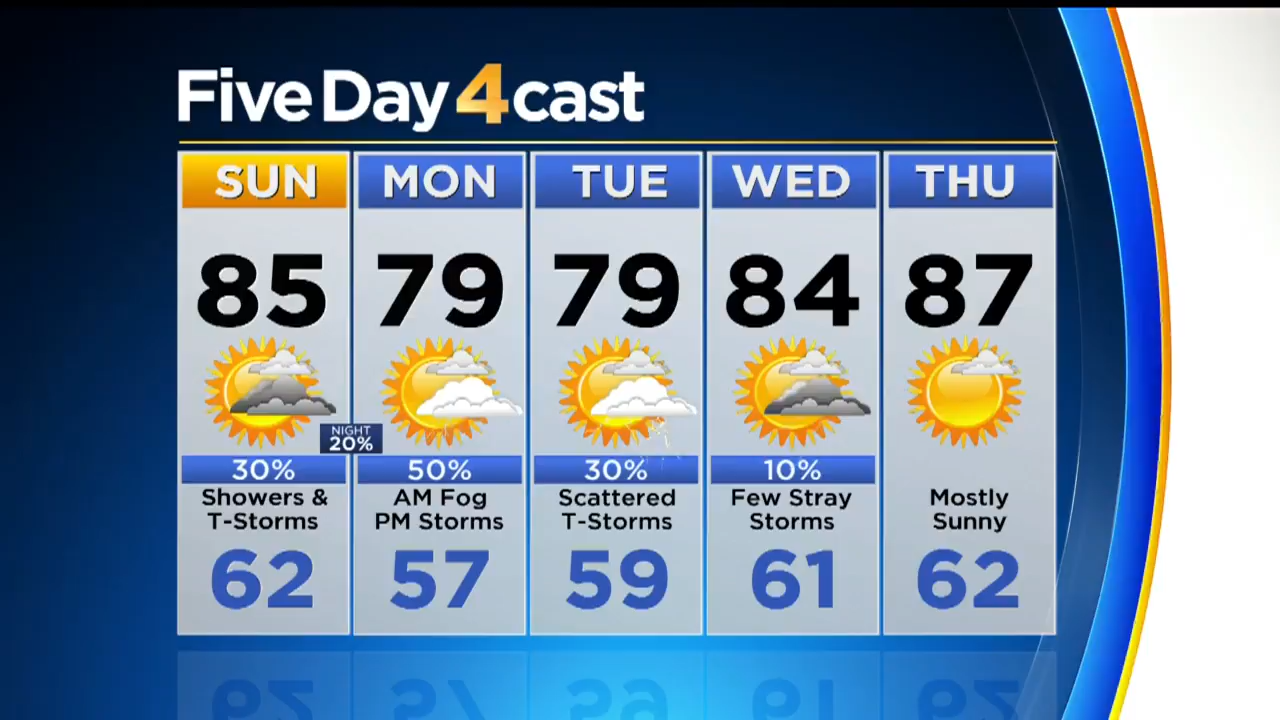 Five Day 4cast
SUN MON TUE WED THU
85 79 79 84 87
NIGHT
20%
30% 50% 30% 10%
Showers & AM Fog Scattered Few Stray Mostly
T-Storms PM Storms T-Storms Storms Sunny
62 57 59 61 62